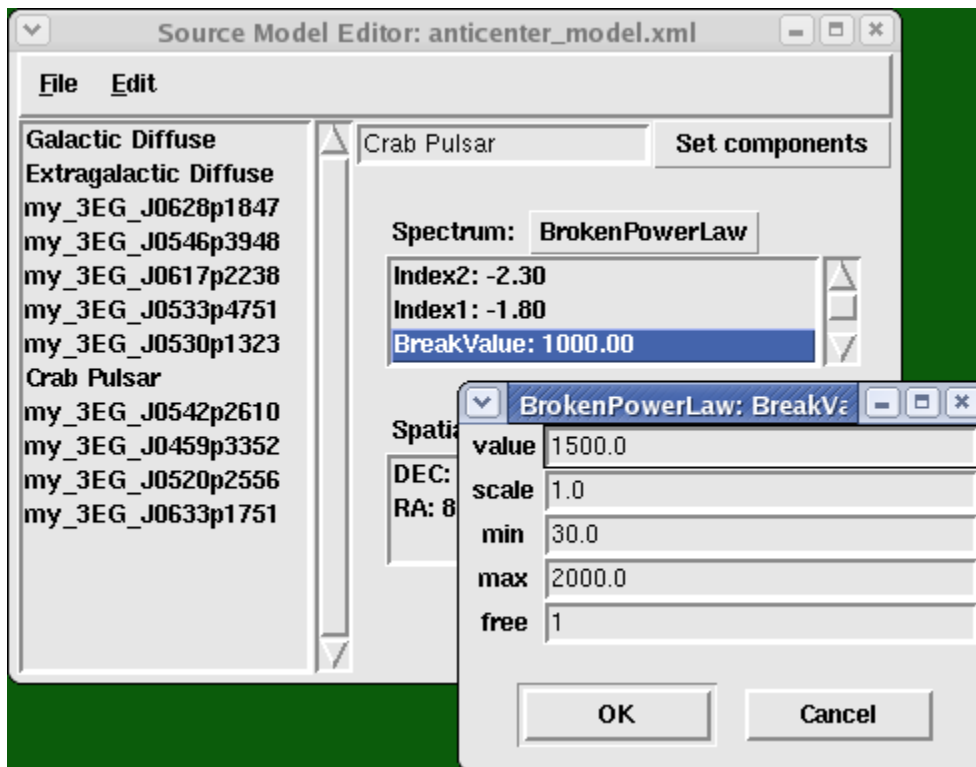 Source Model Editor: anticenter_model.xml
File Edit
Galactic Diffuse
Extragalactic Diffuse
my_3EG_J0628p1847
my_3EG_J0546p3948
my_3EG_J0617p2238
my_3EG_J0533p4751
my_3EG_J0530p1323
Crab Pulsar
my_3EG_J0542p2610
my_3EG_J0459p3352
my_3EG_J0520p2556
my_3EG_J0633p1751
Crab Pulsar Set components
Spectrum: BrokenPowerLaw
Index2: -2.30
Index1: -1.80
BreakValue: 1000.00
Spatia
DEC:
RA: 8
BrokenPowerLaw: BreakVa
value 1500.0
scale 1.0
min 30.0
max 2000.0
free 1
OK Cancel